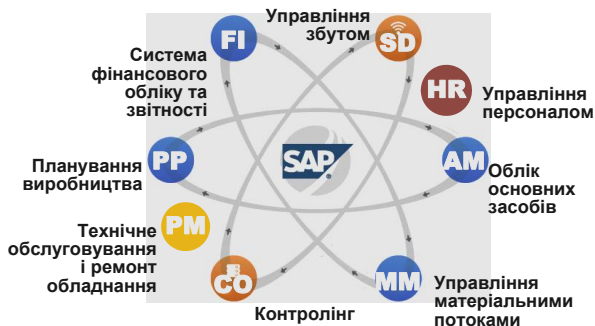 FI
Управління
збутом
SD
Система
фінансового
обліку та
звітності
HR
Управління
персоналом
Планування
виробництва
PP
SAP
AM
Облік
основних
засобів
PM
Технічне
обслуговування
і ремонт
обладнання
CO
Контролінг
MM
Управління
матеріальними
потоками